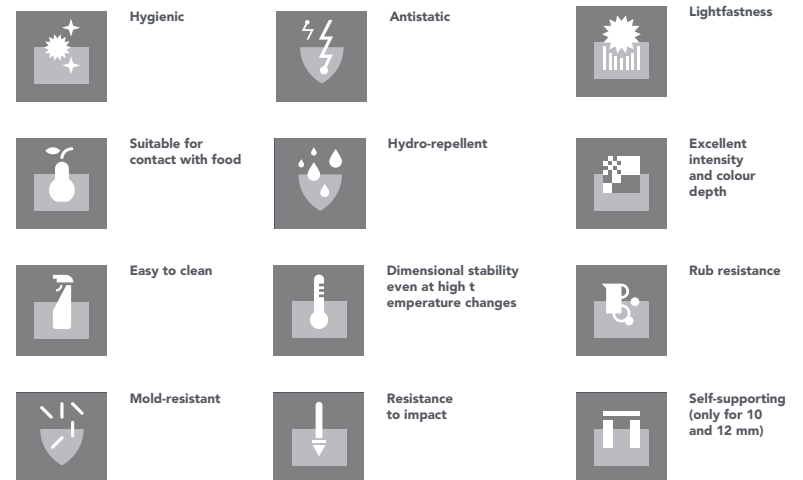 Hygienic
Antistatic
Lightfastness
Suitable for
contact with food
Hydro-repellent
Excellent
intensity
and colour
depth
Easy to clean
Dimensional stability
even at high t
emperature changes
Rub resistance
Mold-resistant
Resistance
to impact
Self-supporting
(only for 10
and 12 mm)